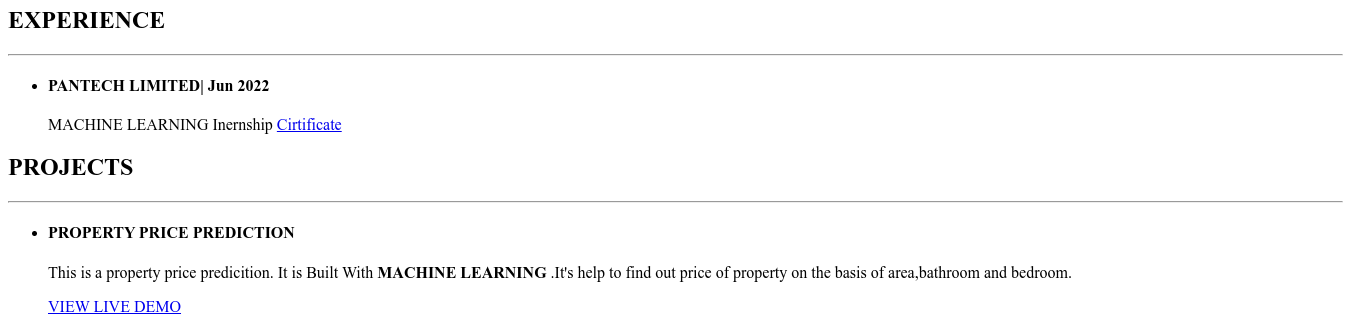 EXPERIENCE
PANTECH LIMITED| Jun 2022
MACHINE LEARNING Inernship Cirtificate
PROJECTS
PROPERTY PRICE PREDICTION
This is a property price predicition. It is Built With MACHINE LEARNING .It's help to find out price of property on the basis of area,bathroom and bedroom.
VIEW LIVE DEMO